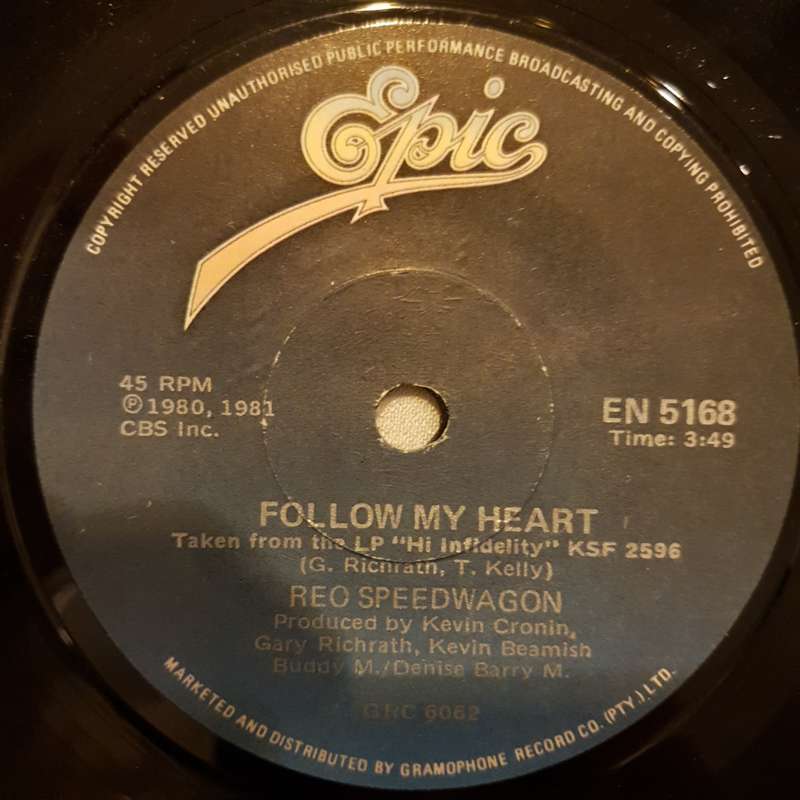 COPYRIGHT RESERVED UNAUTHORISED PUBLIC PERFORMANCE BROADCASTING AND COPYING PROHIBITED
Epic
45 RPM
Ⓟ1980, 1981
CBS Inc.
EN 5168
Time: 3:49
FOLLOW MY HEART
Taken from the LP "Hi Infidelity" KSF 2596
(G. Richrath, T. Kelly)
REO SPEEDWAGON
Produced by Kevin Cronin,
Gary Richrath, Kevin Beamish
Buddy M./Denise Barry M.
GRC 6062
MARKETED AND DISTRIBUTED BY GRAMOPHONE RECORD CO. (PTY.) LTD.